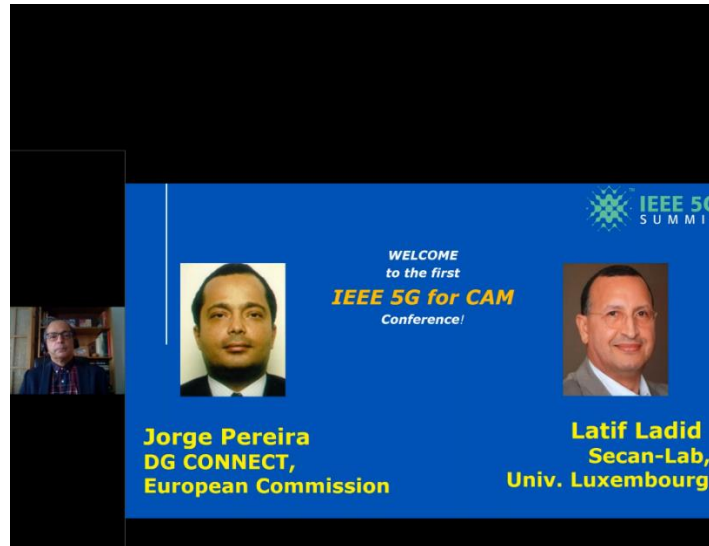 IEEE 5G
SUMMI
WELCOME
to the first
IEEE 5G for CAM
Conference!
Jorge Pereira
DG CONNECT,
European Commission
Latif Ladid
Secan-Lab,
Univ. Luxembourg